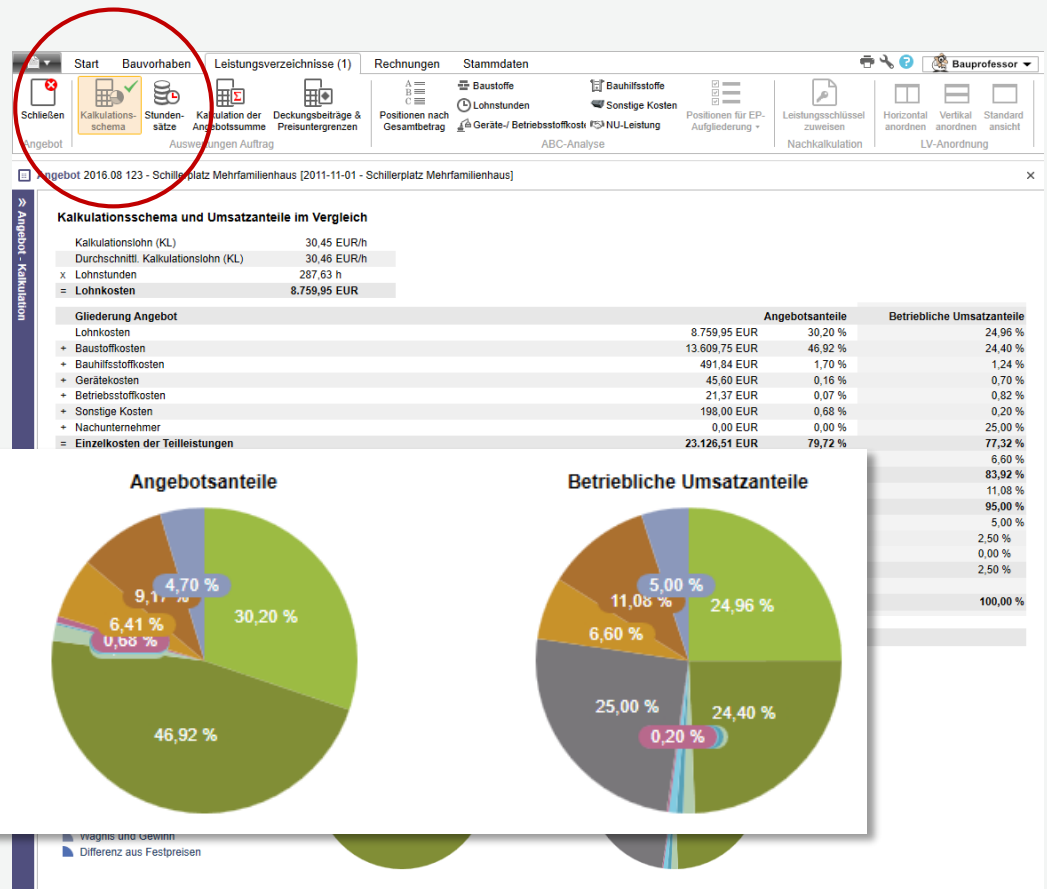 Start Bauvorhaben Leistungsverzeichnisse (1) Rechnungen Stammdaten Bauprofessor
Schließen
Kalkulations-
schema
Stunden-
sätze
Kalkulation der
Angebotssumme
Deckungsbeiträge &
Preisuntergrenzen
Positionen nach
Gesamtbetrag
Baustoffe
Lohnstunden
Geräte-/ Betriebsstoffkoste
Bauhilfsstoffe
Sonstige Kosten
NU-Leistung
Positionen für EP-
Aufgliederung
Leistungsschlüssel
zuweisen
Horizontal
anordnen
Vertikal
anordnen
Standard
ansicht
Angebot Auswertungen Auftrag ABC-Analyse Nachkalkulation LV-Anordnung
Angebot 2016.08 123 - Schillerplatz Mehrfamilienhaus [2011-11-01 - Schillerplatz Mehrfamilienhaus] ×
» Angebot - Kalkulation
Kalkulationsschema und Umsatzanteile im Vergleich
Kalkulationslohn (KL) 30,45 EUR/h
Durchschnittl. Kalkulationslohn (KL) 30,46 EUR/h
x Lohnstunden 287,63 h
= Lohnkosten 8.759,95 EUR
Gliederung Angebot Angebotsanteile Betriebliche Umsatzanteile
Lohnkosten 8.759,95 EUR 30,20 % 24,96 %
+ Baustoffkosten 13.609,75 EUR 46,92 % 24,40 %
+ Bauhilfsstoffkosten 491,84 EUR 1,70 % 1,24 %
+ Gerätekosten 45,60 EUR 0,16 % 0,70 %
+ Betriebsstoffkosten 21,37 EUR 0,07 % 0,82 %
+ Sonstige Kosten 198,00 EUR 0,68 % 0,20 %
+ Nachunternehmer 0,00 EUR 0,00 % 25,00 %
= Einzelkosten der Teilleistungen 23.126,51 EUR 79,72 % 77,32 %
6,60 %
83,92 %
11,08 %
95,00 %
5,00 %
2,50 %
0,00 %
2,50 %
100,00 %
Angebotsanteile
4,70 %
30,20 %
6,41 %
0,68 %
46,92 %
Betriebliche Umsatzanteile
5,00 %
11,08 %
24,96 %
6,60 %
25,00 %
24,40 %
0,20 %
Wagnis und Gewinn
Differenz aus Festpreisen